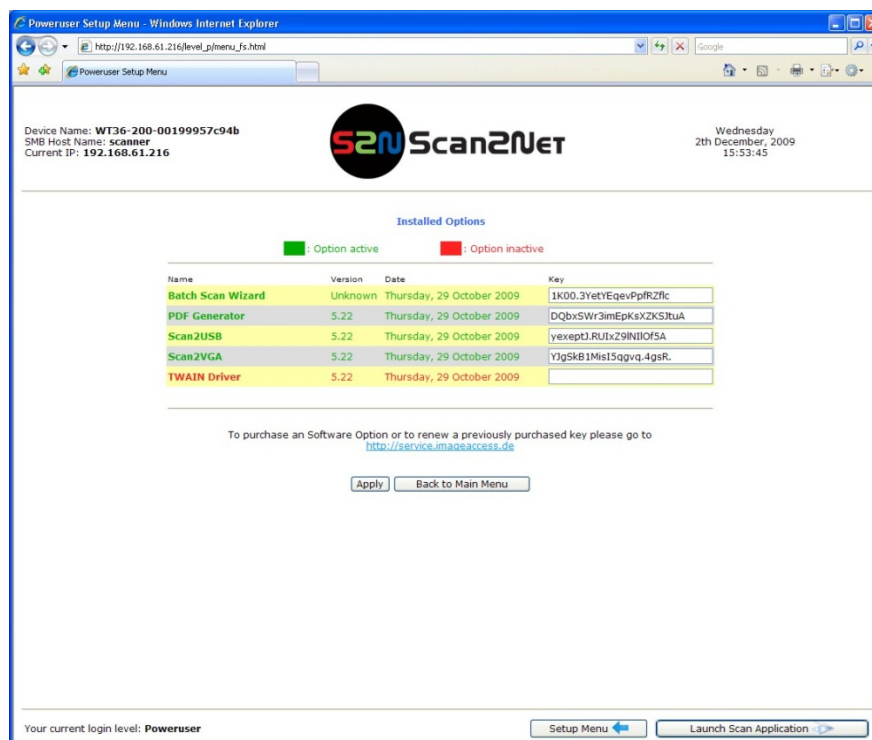 Poweruser Setup Menu - Windows Internet Explorer
http://192.168.61.216/level_p/menu_fs.html
Google
Poweruser Setup Menu
Device Name: WT36-200-00199957c94b
SMB Host Name: scanner
Current IP: 192.168.61.216
S2N Scan2Net
Wednesday
2th December, 2009
15:53:45
Installed Options
: Option active : Option inactive
Name Version Date Key
Batch Scan Wizard Unknown Thursday, 29 October 2009 1K00.3YetYEqevPpfRZflc
PDF Generator 5.22 Thursday, 29 October 2009 DQbxSWr3imEpKsXZKSJtuA
Scan2USB 5.22 Thursday, 29 October 2009
Scan2VGA 5.22 Thursday, 29 October 2009 YJgSkB1MisI5qgvq.4gsR.
TWAIN Driver 5.22 Thursday, 29 October 2009
To purchase an Software Option or to renew a previously purchased key please go to
http://service.imageaccess.de
Apply Back to Main Menu
Your current login level: Poweruser
Setup Menu Launch Scan Application